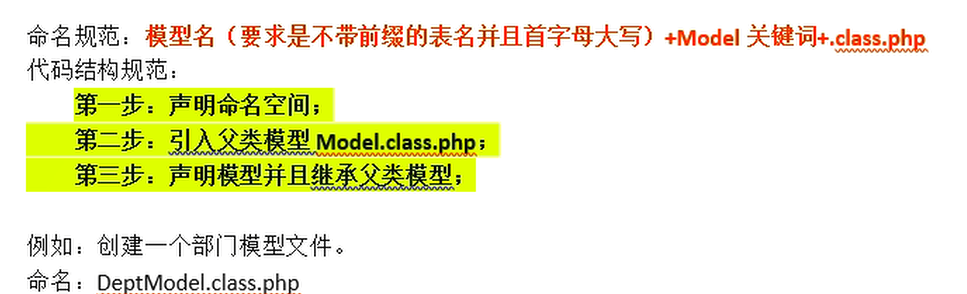 命名规范：模型名（要求是不带前缀的表名并且首字母大写）+Model 关键词+.class.php
代码结构规范：
第一步：声明命名空间；
第二步：引入父类模型 Model.class.php；
第三步：声明模型并且继承父类模型；
例如：创建一个部门模型文件。
命名：DeptModel.class.php